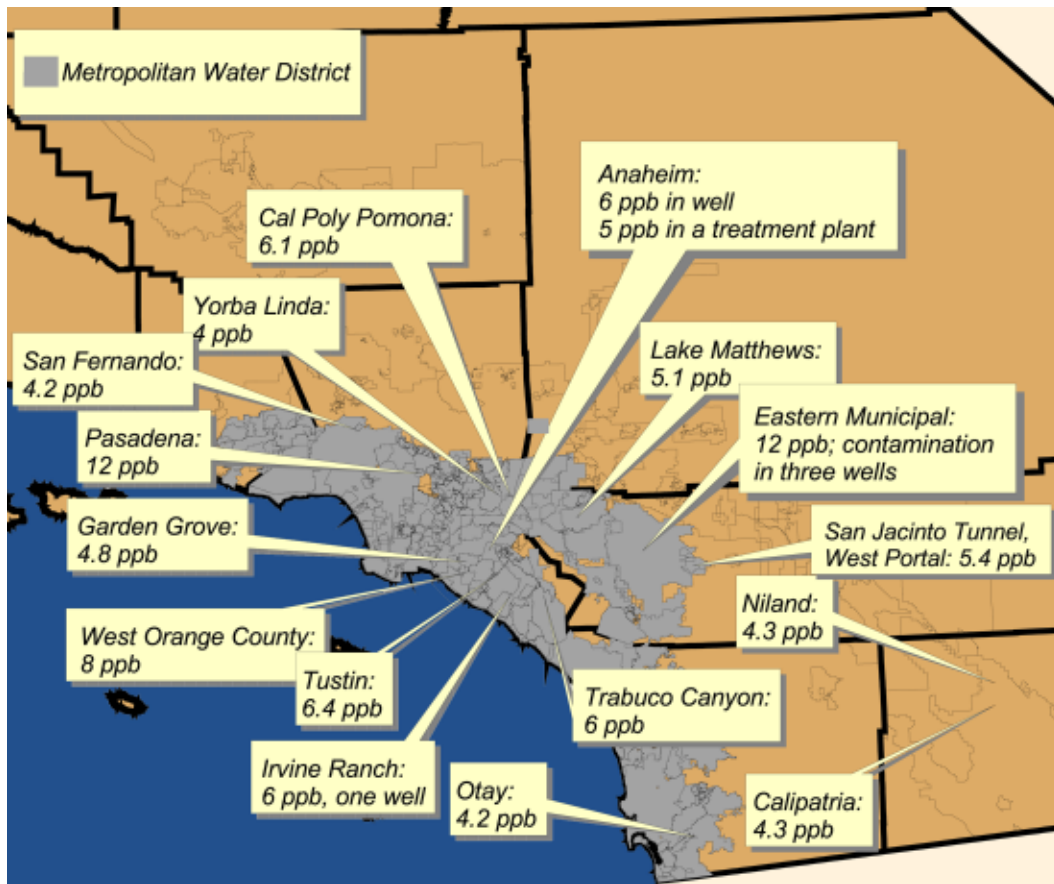 Metropolitan Water District
Anaheim:
6 ppb in well
5 ppb in a treatment plant
Cal Poly Pomona:
6.1 ppb
Yorba Linda:
4 ppb
San Fernando:
4.2 ppb
Lake Matthews:
5.1 ppb
Eastern Municipal:
12 ppb; contamination
in three wells
Pasadena:
12 ppb
Garden Grove:
4.8 ppb
San Jacinto Tunnel,
West Portal: 5.4 ppb
Niland:
4.3 ppb
West Orange County:
8 ppb
Tustin:
6.4 ppb
Trabuco Canyon:
6 ppb
Irvine Ranch:
6 ppb, one well
Otay:
4.2 ppb
Calipatria:
4.3 ppb